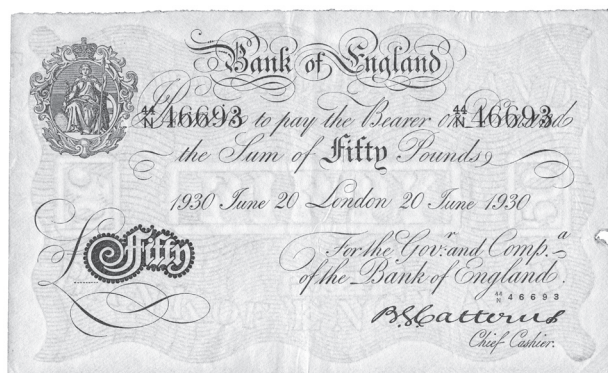 Bank of England
44/N 46693 I Promise to pay the Bearer on Demand 44/N 46693
the Sum of Fifty Pounds
1930 June 20 London 20 June 1930
For the Govr. and Compa.
of the Bank of England.
£ Fifty
44/N 46693
B.G. Catterns
Chief Cashier.